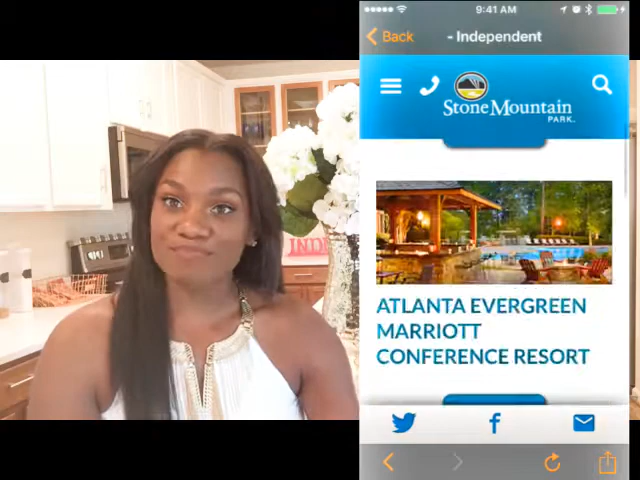 9:41 AM
Back
- Independent
Stone Mountain
PARK.
ATLANTA EVERGREEN
MARRIOTT
CONFERENCE RESORT